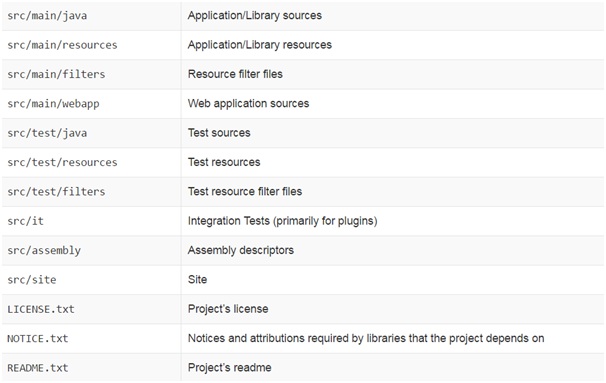 src/main/java Application/Library sources
src/main/resources Application/Library resources
src/main/filters Resource filter files
src/main/webapp Web application sources
src/test/java Test sources
src/test/resources Test resources
src/test/filters Test resource filter files
src/it Integration Tests (primarily for plugins)
src/assembly Assembly descriptors
src/site Site
LICENSE.txt Project's license
NOTICE.txt Notices and attributions required by libraries that the project depends on
README.txt Project's readme